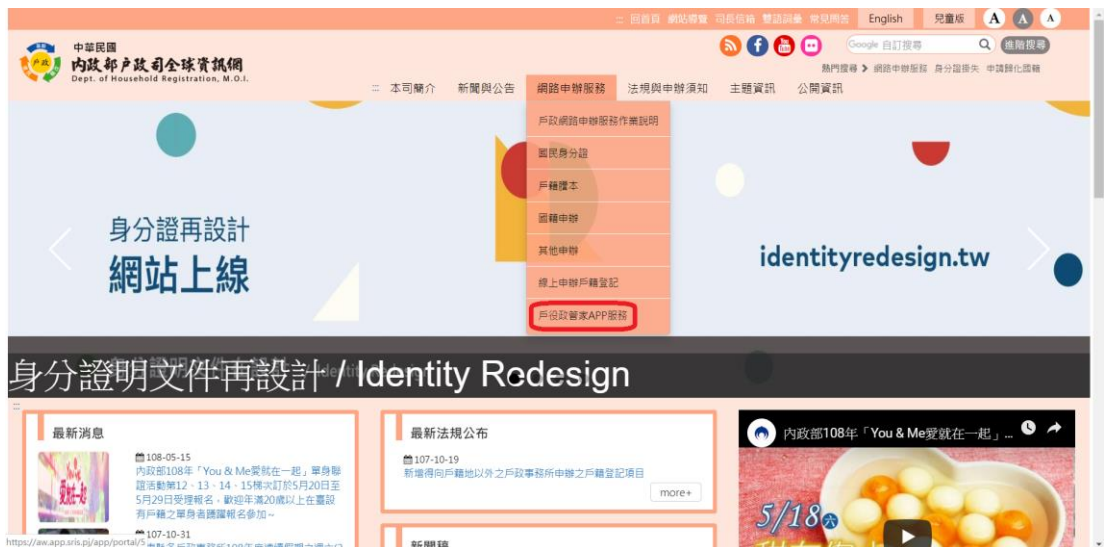 :: 回首頁 網站導覽 司長信箱 雙語詞彙 常見問答 English 兒童版 A A A
中華民國
內政部戶政司全球資訊網
Dept. of Household Registration, M.O.I.
戶政
Google 自訂搜尋 進階搜尋
熱門搜尋 > 網路申辦服務 身分證掛失 申請歸化國籍
:: 本司簡介 新聞與公告 網路申辦服務 法規與申辦須知 主題資訊 公開資訊
戶政網路申辦服務作業說明
國民身分證
戶籍謄本
國籍申辦
其他申辦
線上申辦戶籍登記
戶役政管家APP服務
身分證再設計
網站上線
identityredesign.tw
身分證明文件再設計 / Identity Redesign
最新消息
108-05-15
內政部108年「You & Me愛就在一起」單身聯
誼活動第12、13、14、15梯次訂於5月20日至
5月29日受理報名，歡迎年滿20歲以上在臺設
有戶籍之單身者踴躍報名參加~
107-10-31
最新法規公布
107-10-19
新增得向戶籍地以外之戶政事務所申辦之戶籍登記項目
more+
新聞稿
內政部108年「You & Me愛就在一起」...
5/18 六
https://aw.app.sris.pj/app/portal/5